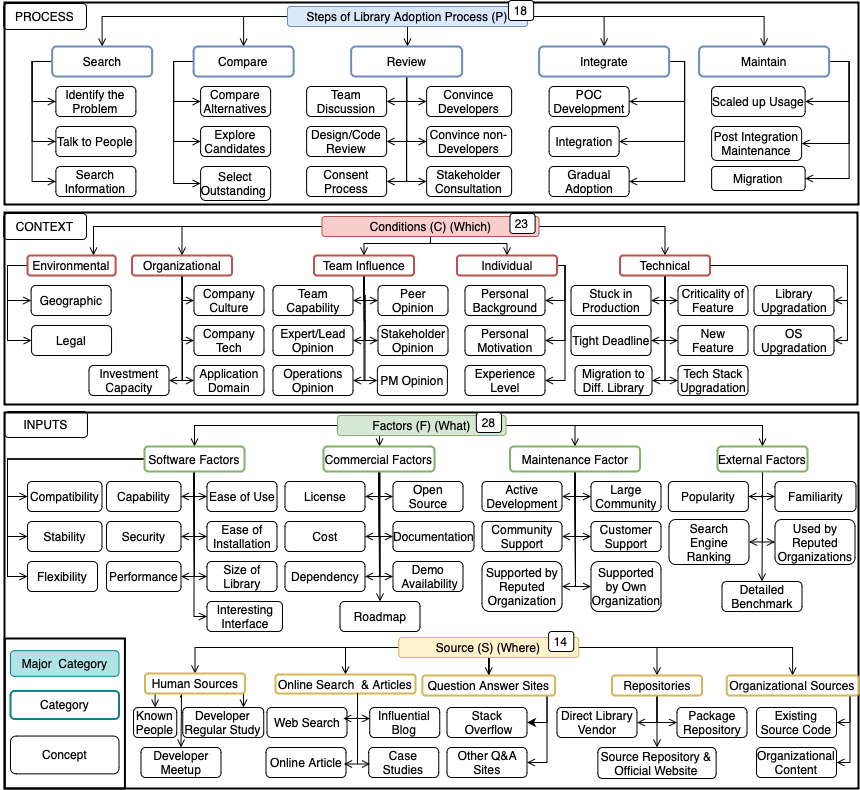 PROCESS
Steps of Library Adoption Process (P)
18
Search
Compare
Review
Integrate
Maintain
Identify the
Problem
Talk to People
Search
Information
Compare
Alternatives
Explore
Candidates
Select
Outstanding
Team
Discussion
Design/Code
Review
Consent
Process
Convince
Developers
Convince non-
Developers
Stakeholder
Consultation
POC
Development
Integration
Gradual
Adoption
Scaled up Usage
Post Integration
Maintenance
Migration
CONTEXT
Conditions (C) (Which)
23
Environmental
Organizational
Team Influence
Individual
Technical
Geographic
Legal
Company
Culture
Company
Tech
Investment
Capacity
Application
Domain
Team
Capability
Expert/Lead
Opinion
Operations
Opinion
Peer
Opinion
Stakeholder
Opinion
PM Opinion
Personal
Background
Personal
Motivation
Experience
Level
Stuck in
Production
Tight Deadline
Migration to
Diff. Library
Criticality of
Feature
New
Feature
Tech Stack
Upgradation
Library
Upgradation
OS
Upgradation
INPUTS
Factors (F) (What)
28
Software Factors
Commercial Factors
Maintenance Factor
External Factors
Compatibility
Stability
Flexibility
Capability
Security
Performance
Ease of Use
Ease of
Installation
Size of
Library
Interesting
Interface
License
Cost
Dependency
Open
Source
Documentation
Demo
Availability
Roadmap
Active
Development
Community
Support
Supported by
Reputed
Organization
Large
Community
Customer
Support
Supported
by Own
Organization
Popularity
Search
Engine
Ranking
Familiarity
Used by
Reputed
Organizations
Detailed
Benchmark
Source (S) (Where)
14
Human Sources
Online Search & Articles
Question Answer Sites
Repositories
Organizational Sources
Known
People
Developer
Regular Study
Developer
Meetup
Web Search
Online Article
Influential
Blog
Case
Studies
Stack
Overflow
Other Q&A
Sites
Direct Library
Vendor
Package
Repository
Source Repository &
Official Website
Existing
Source Code
Organizational
Content
Major Category
Category
Concept